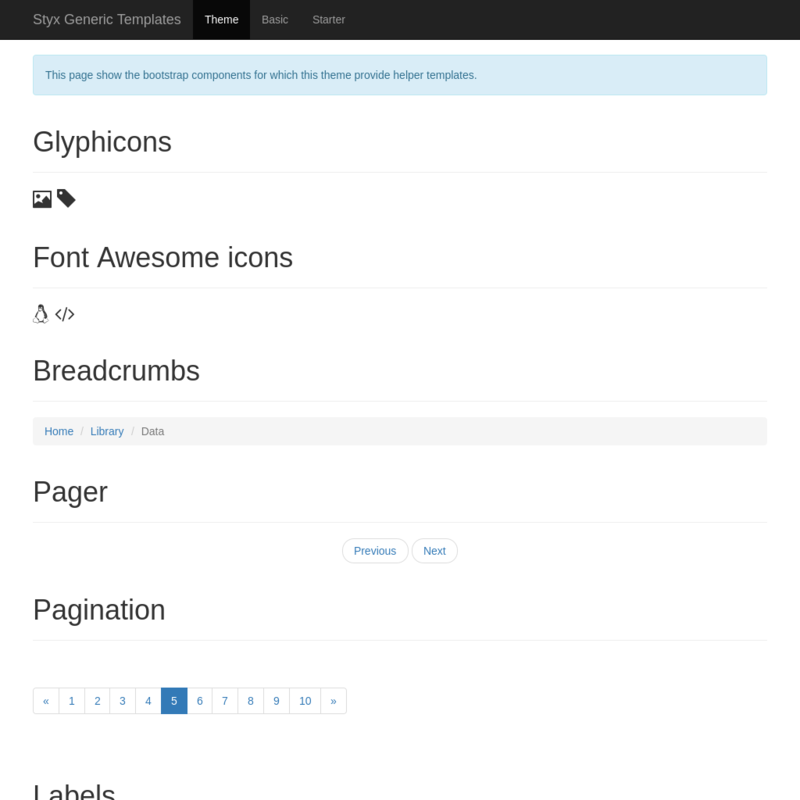 Styx Generic Templates Theme Basic Starter
This page show the bootstrap components for which this theme provide helper templates.
Glyphicons
Font Awesome icons
Breadcrumbs
Home / Library / Data
Pager
Previous Next
Pagination
« 1 2 3 4 5 6 7 8 9 10 »
Labels